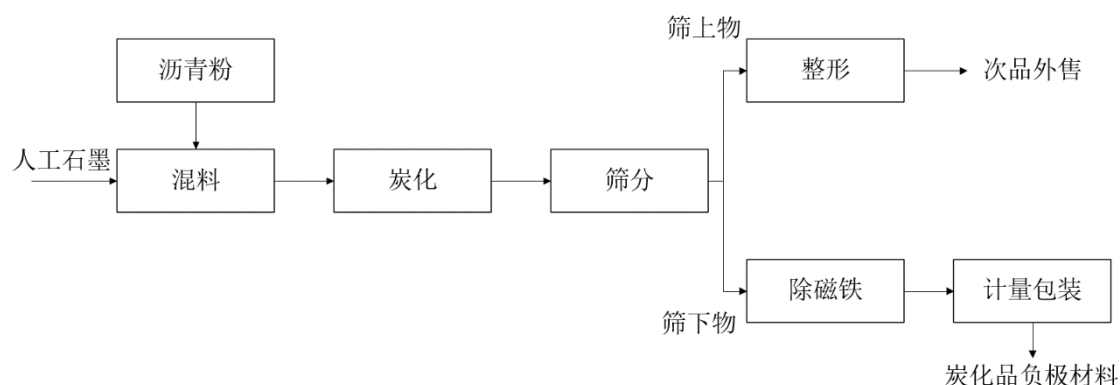 筛上物
沥青粉
整形
次品外售
人工石墨
混料
炭化
筛分
除磁铁
计量包装
筛下物
炭化品负极材料